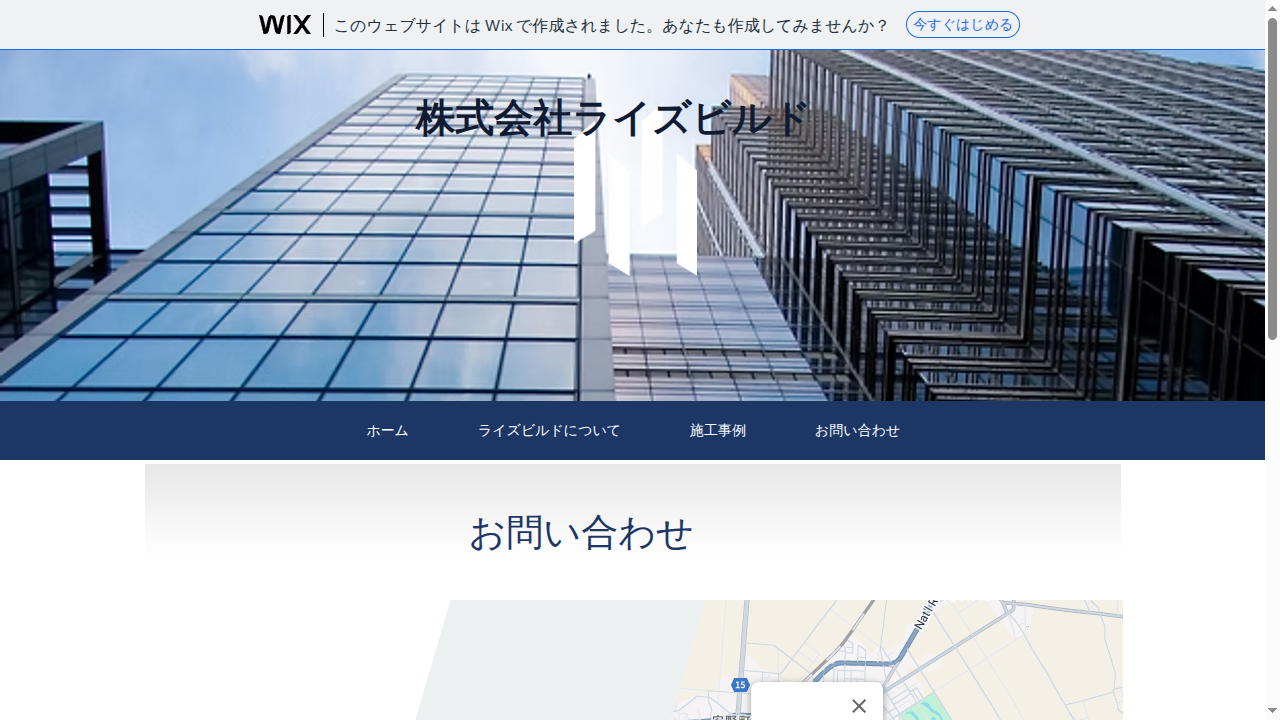 WIX このウェブサイトは Wix で作成されました。あなたも作成してみませんか？ 今すぐはじめる
株式会社ライズビルド
ホーム ライズビルドについて 施工事例 お問い合わせ
お問い合わせ
15